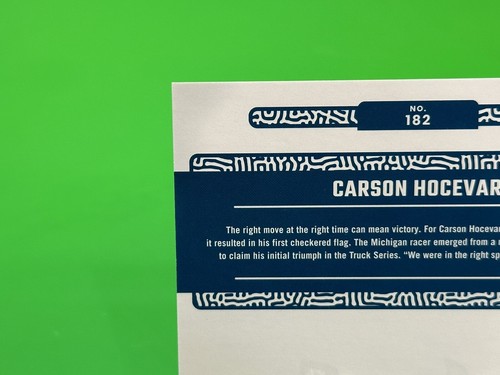 NO.
182
CARSON HOCEVAR
The right move at the right time can mean victory. For Carson Hocevar
it resulted in his first checkered flag. The Michigan racer emerged from a
to claim his initial triumph in the Truck Series. “We were in the right